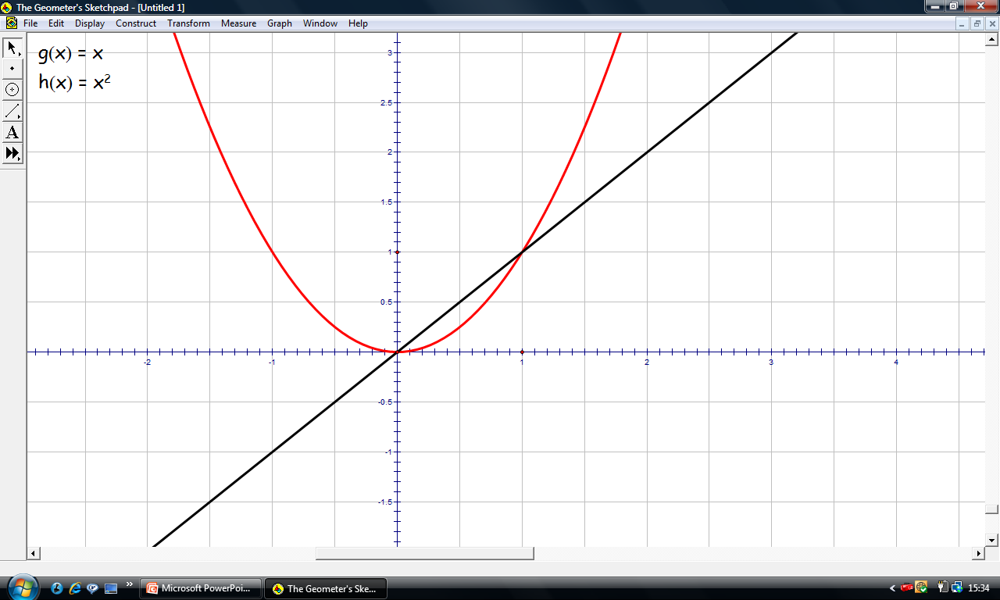 The Geometer's Sketchpad - [Untitled 1]
File Edit Display Construct Transform Measure Graph Window Help
g(x) = x
h(x) = x²
A
3
2.5
2
1.5
1
0.5
-2 -1 1 2 3 4
-0.5
-1
-1.5
Microsoft PowerPoi... The Geometer's Ske... 15:34